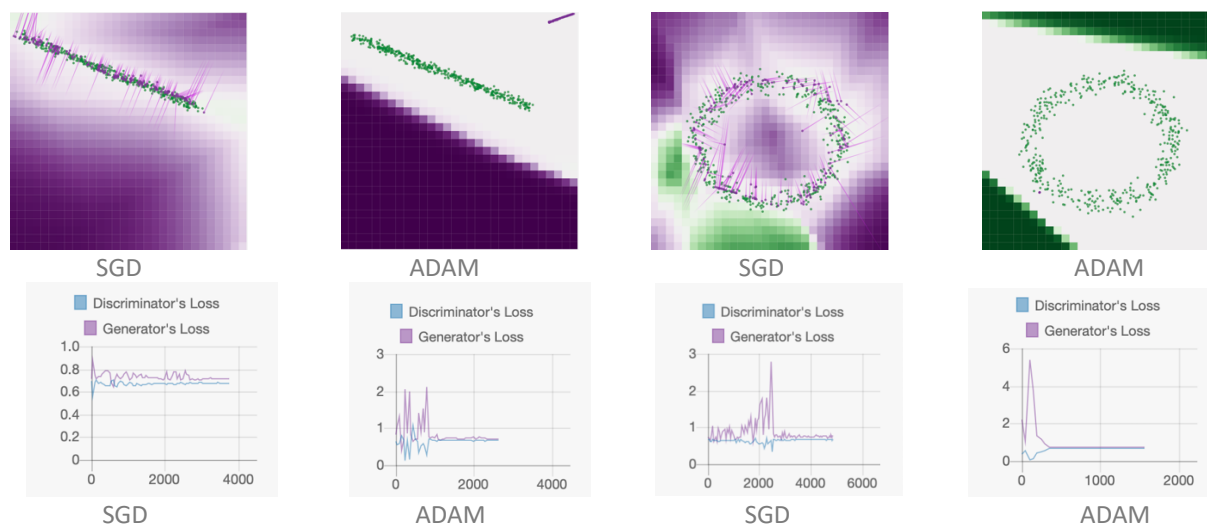 SGD ADAM SGD ADAM
Discriminator's Loss
Generator's Loss
1.0
0.8
0.6
0.4
0.2
0
0 2000 4000
Discriminator's Loss
Generator's Loss
3
2
1
0
0 2000 4000
Discriminator's Loss
Generator's Loss
3
2
1
0
0 2000 4000 6000
Discriminator's Loss
Generator's Loss
6
4
2
0
0 1000 2000
SGD ADAM SGD ADAM